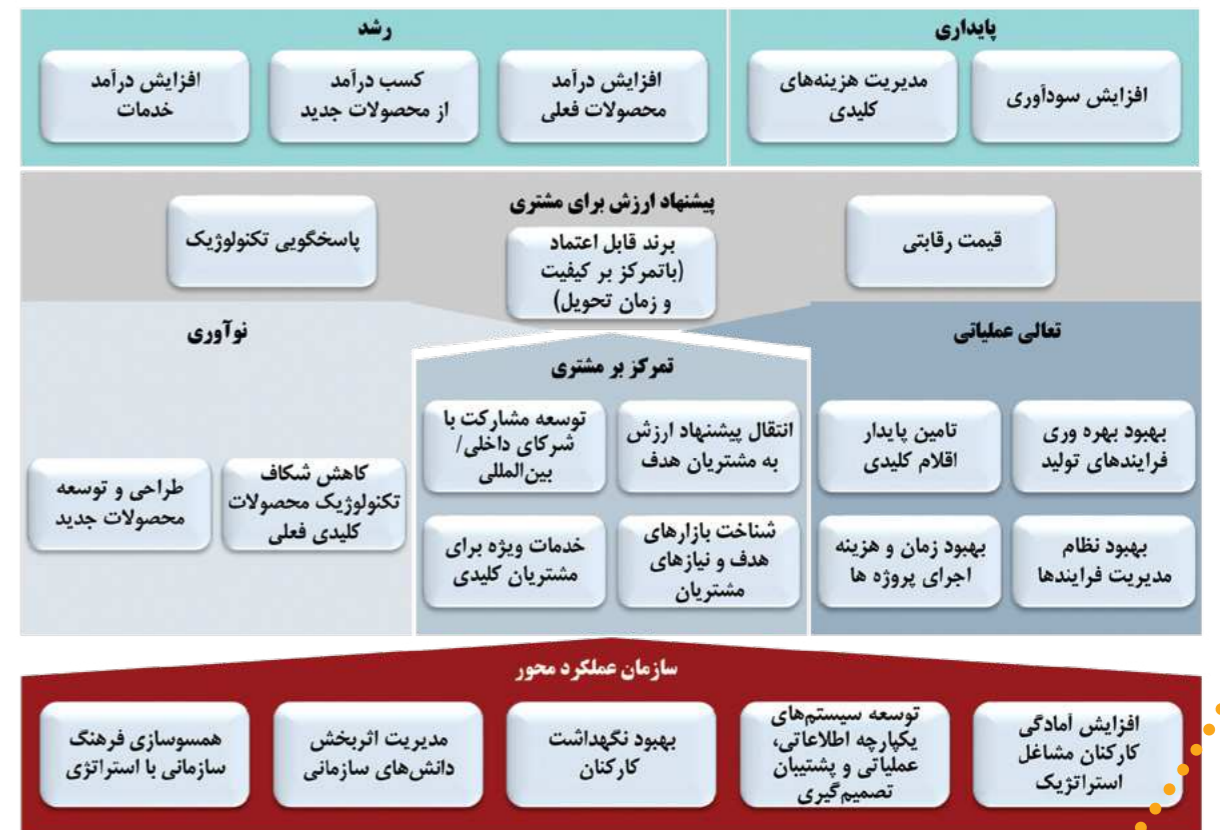 پایداری
افزایش سودآوری
مدیریت هزینه‌های
کلیدی
رشد
افزایش درآمد
محصولات فعلی
کسب درآمد
از محصولات جدید
افزایش درآمد
خدمات
پیشنهاد ارزش برای مشتری
قیمت رقابتی
برند قابل اعتماد
(باتمرکز بر کیفیت
و زمان تحویل)
پاسخگویی تکنولوژیک
تعالی عملیاتی
بهبود بهره وری
فرایندهای تولید
تامین پایدار
اقلام کلیدی
بهبود نظام
مدیریت فرایندها
بهبود زمان و هزینه
اجرای پروژه ها
تمرکز بر مشتری
انتقال پیشنهاد ارزش
به مشتریان هدف
توسعه مشارکت با
شرکای داخلی/
بین‌المللی
شناخت بازارهای
هدف و نیازهای
مشتریان
خدمات ویژه برای
مشتریان کلیدی
نوآوری
کاهش شکاف
تکنولوژیک محصولات
کلیدی فعلی
طراحی و توسعه
محصولات جدید
سازمان عملکرد محور
افزایش آمادگی
کارکنان مشاغل
استراتژیک
توسعه سیستم‌های
یکپارچه اطلاعاتی،
عملیاتی و پشتیبان
تصمیم‌گیری
بهبود نگهداشت
کارکنان
مدیریت اثربخش
دانش‌های سازمانی
همسوسازی فرهنگ
سازمانی با استراتژی